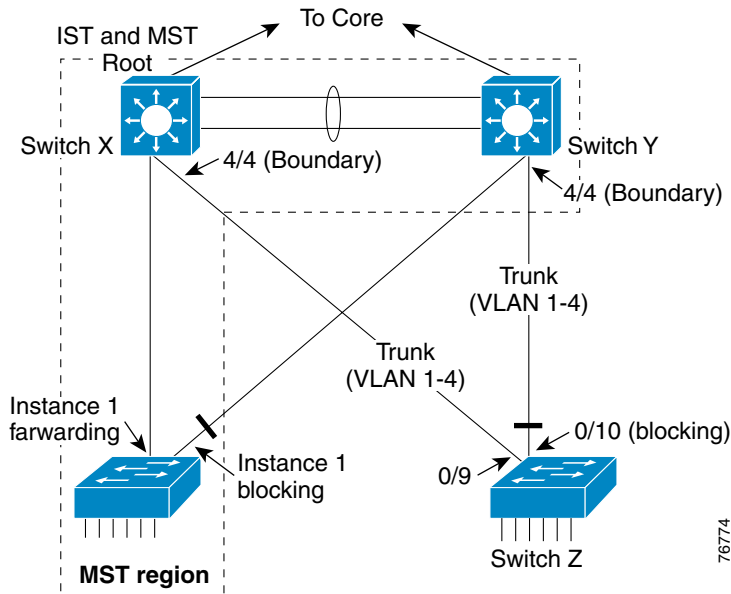 To Core
IST and MST
Root
Switch X
Switch Y
4/4 (Boundary)
4/4 (Boundary)
Trunk
(VLAN 1-4)
Trunk
(VLAN 1-4)
Instance 1
farwarding
Instance 1
blocking
0/10 (blocking)
0/9
Switch Z
MST region
76774